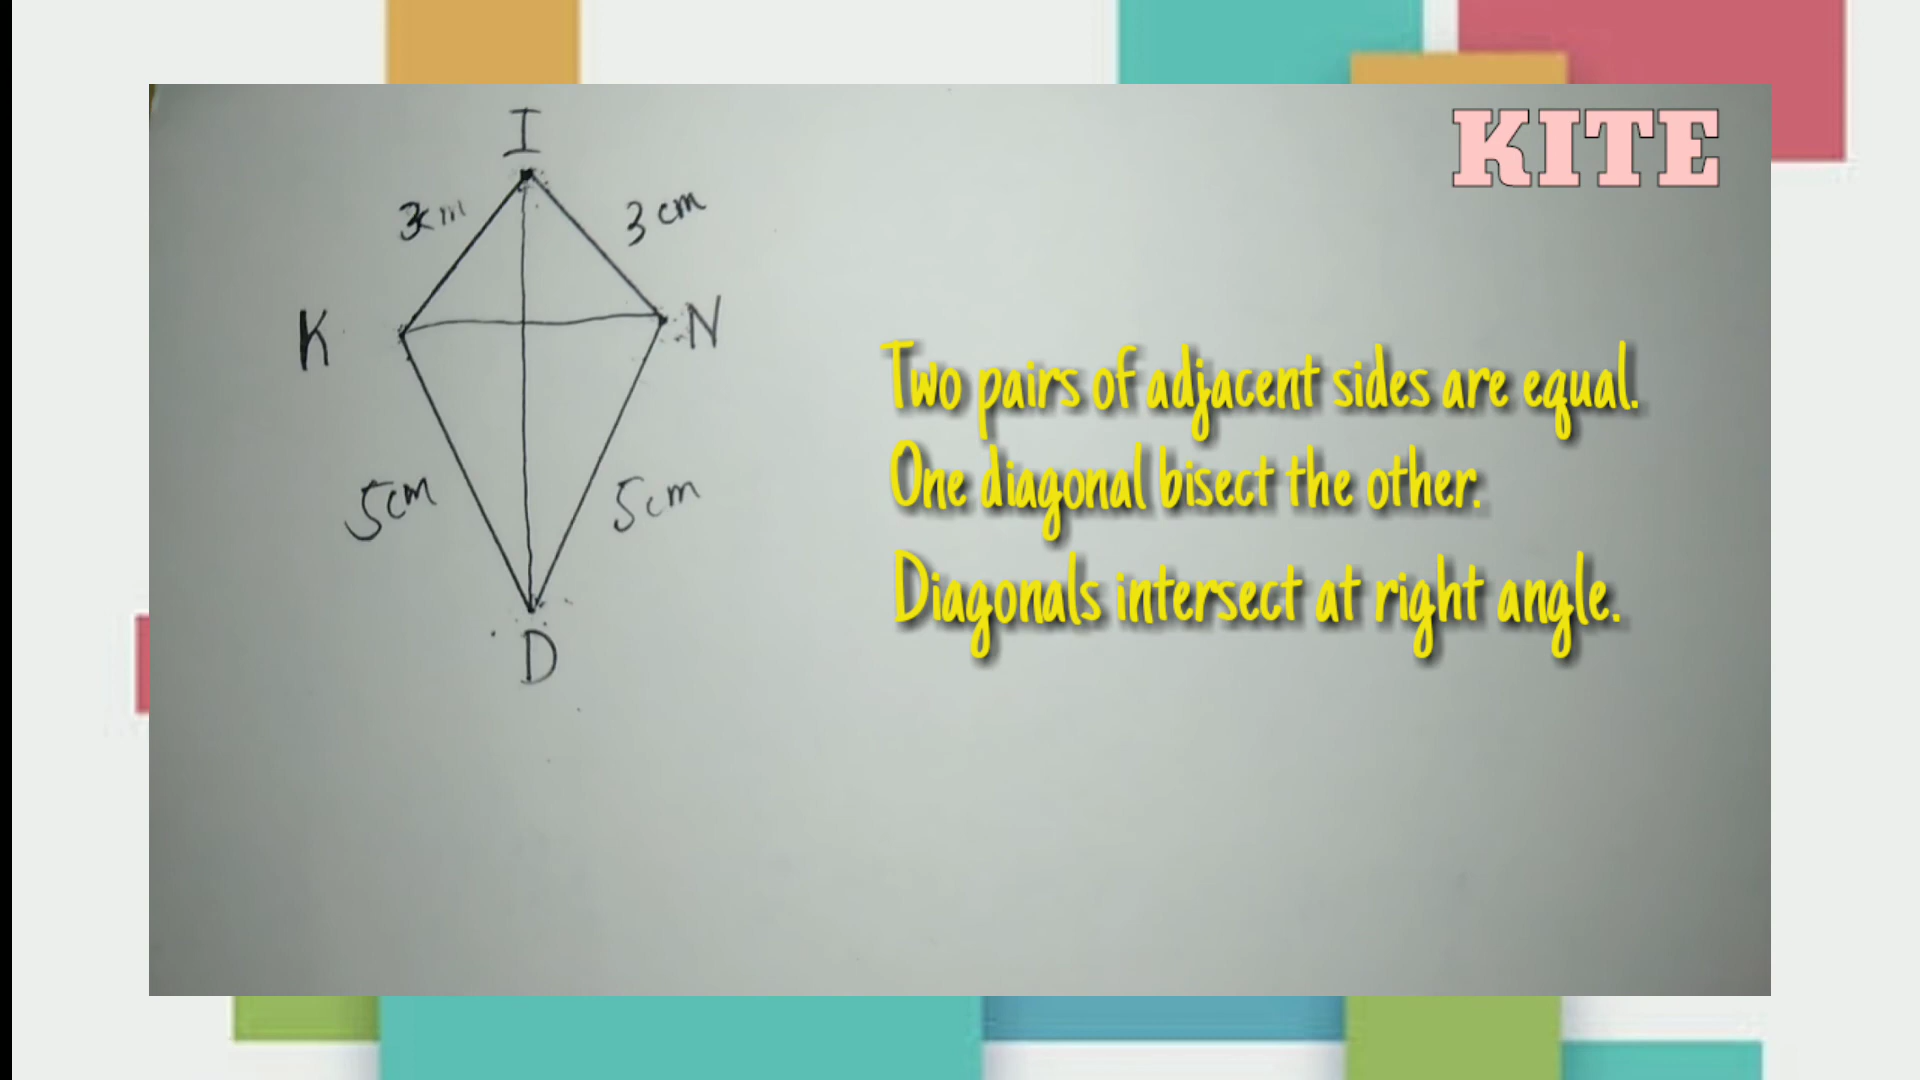 KITE
I
3cm
3 cm
K
N
Two pairs of adjacent sides are equal.
One diagonal bisect the other.
5cm
5cm
Diagonals intersect at right angle.
D